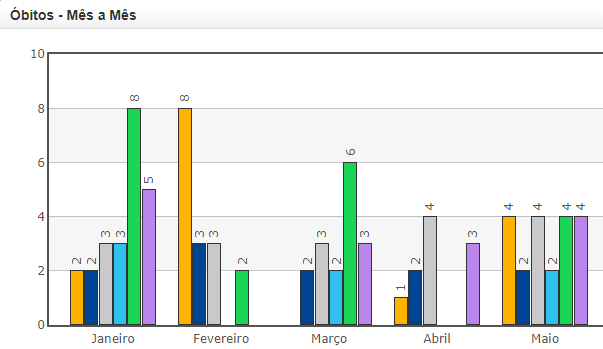 Óbitos - Mês a Mês
10
8
6
4
2
0
2 2 3 3 8 5
8 3 3 2
2 3 2 6 3
1 2 4 3
4 2 4 2 4 4
Janeiro Fevereiro Março Abril Maio